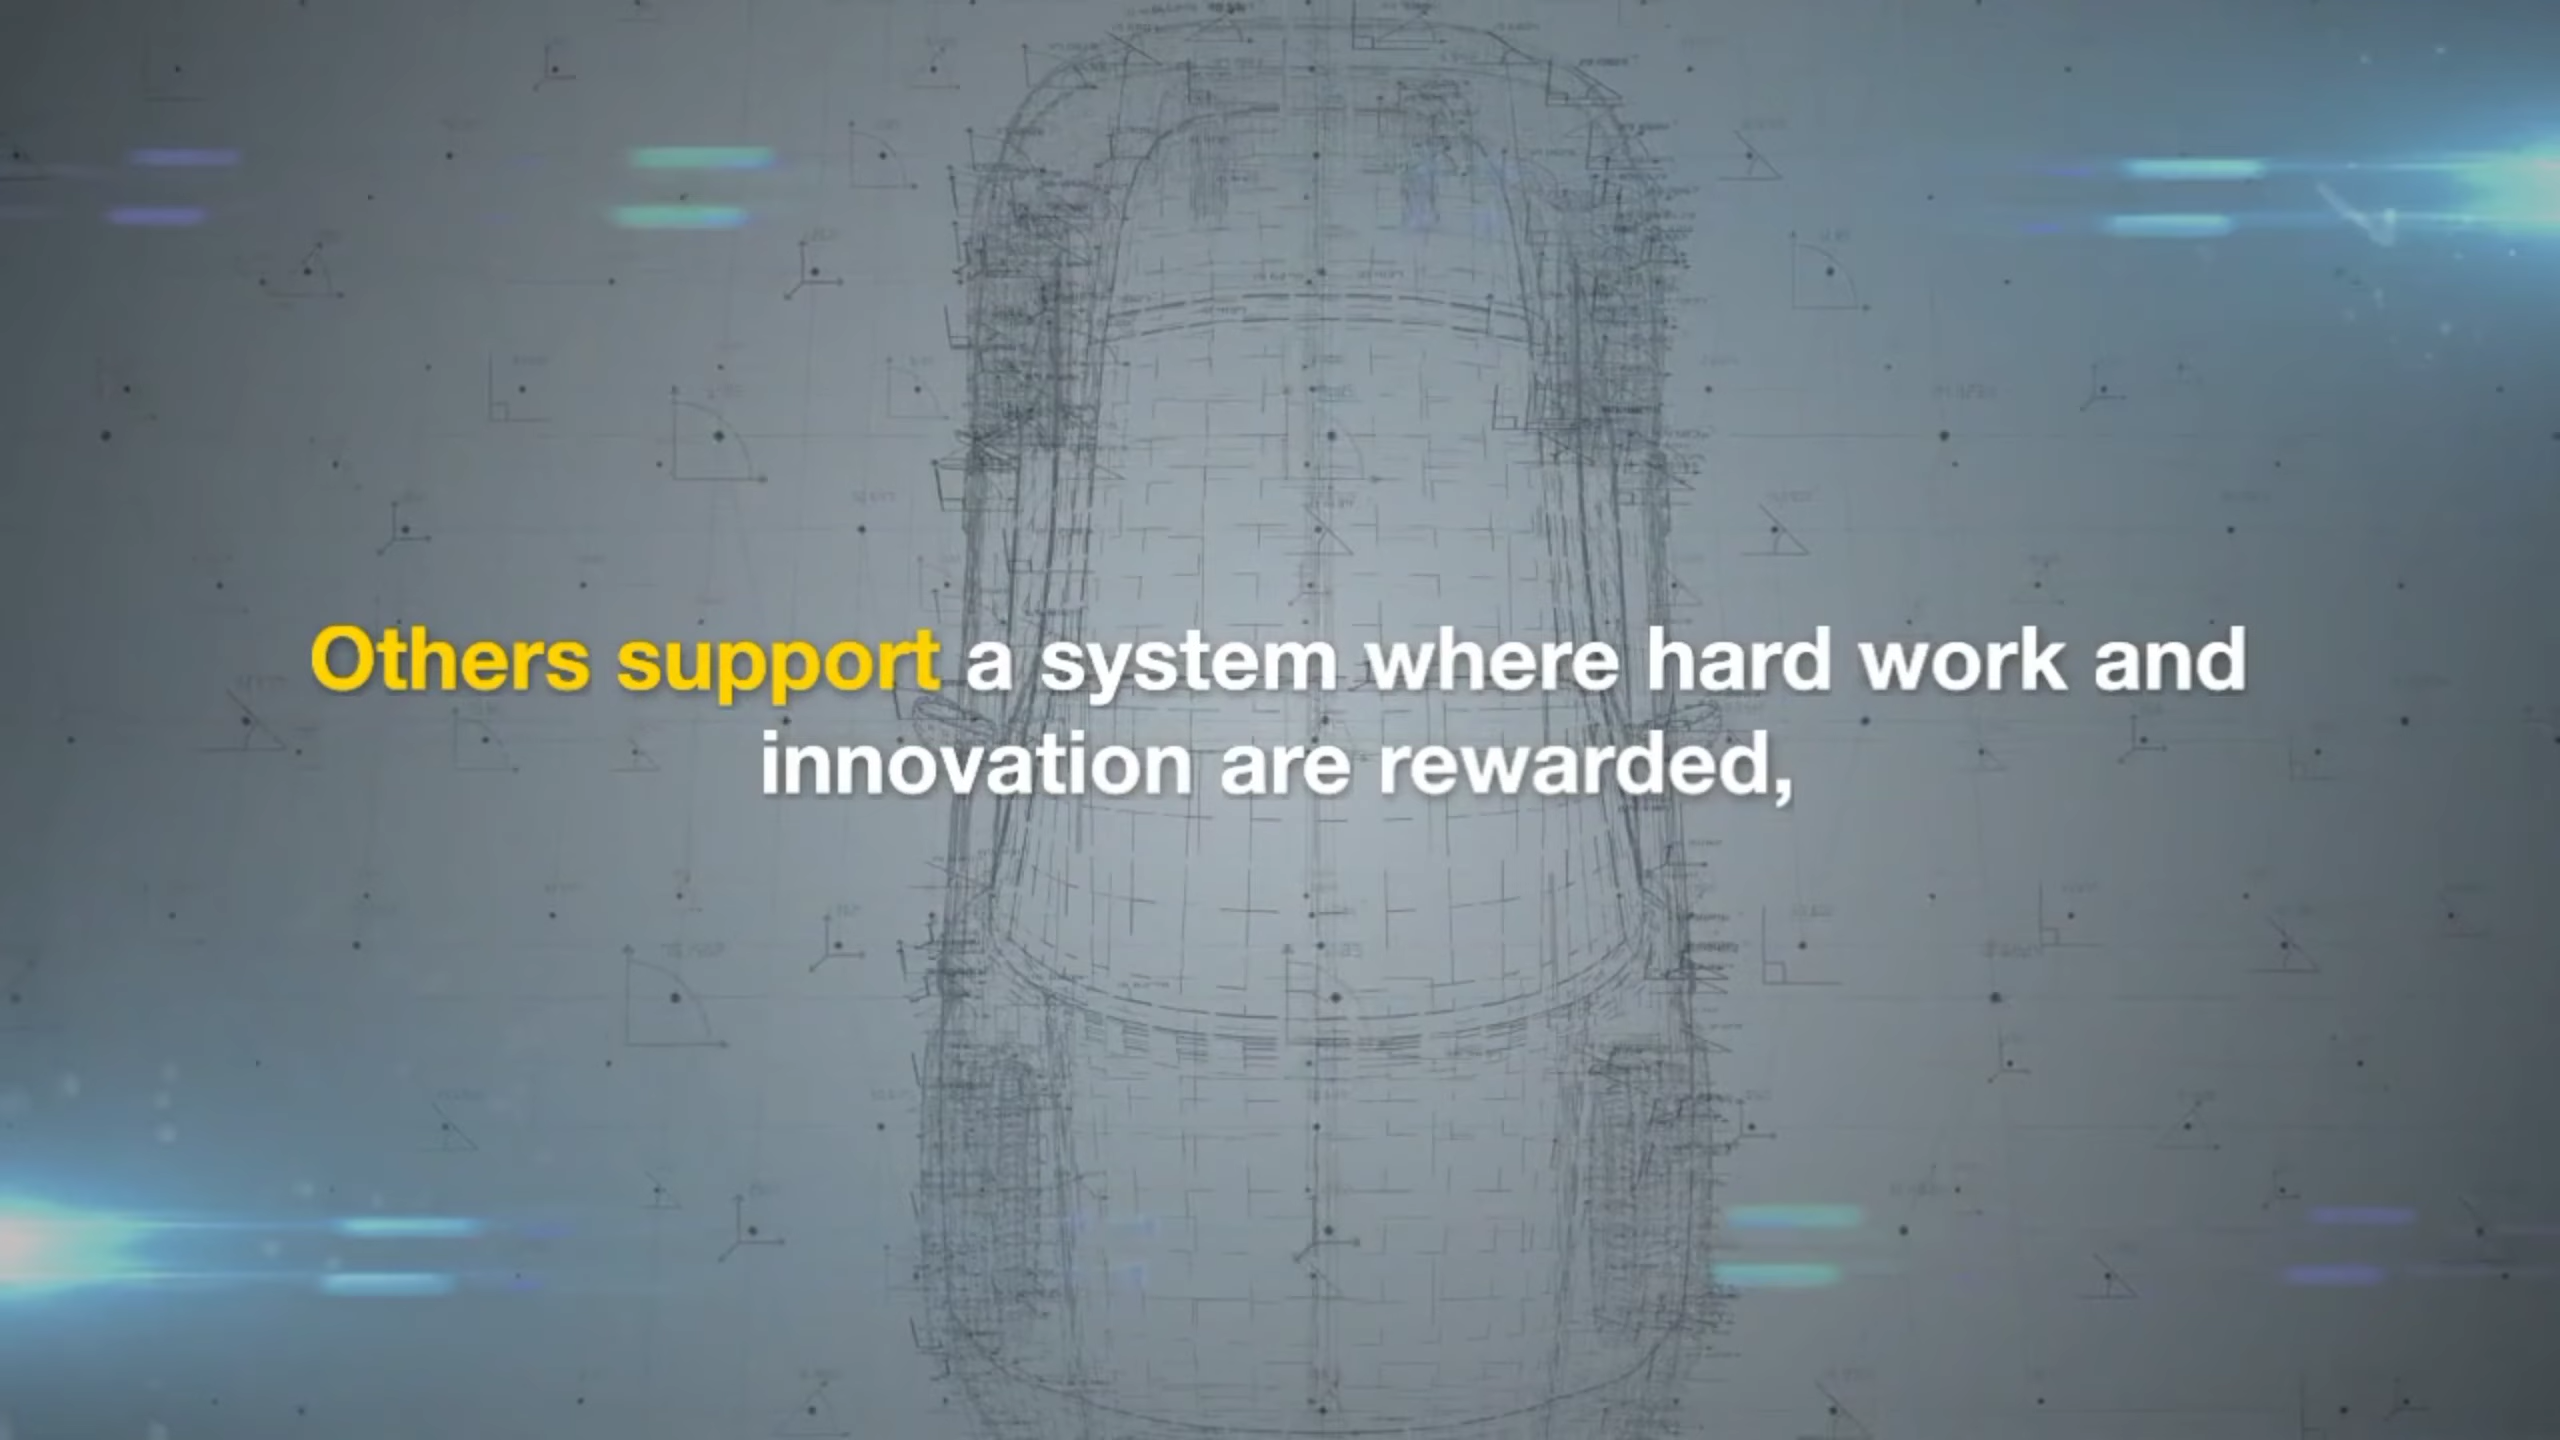 Others support a system where hard work and
innovation are rewarded,